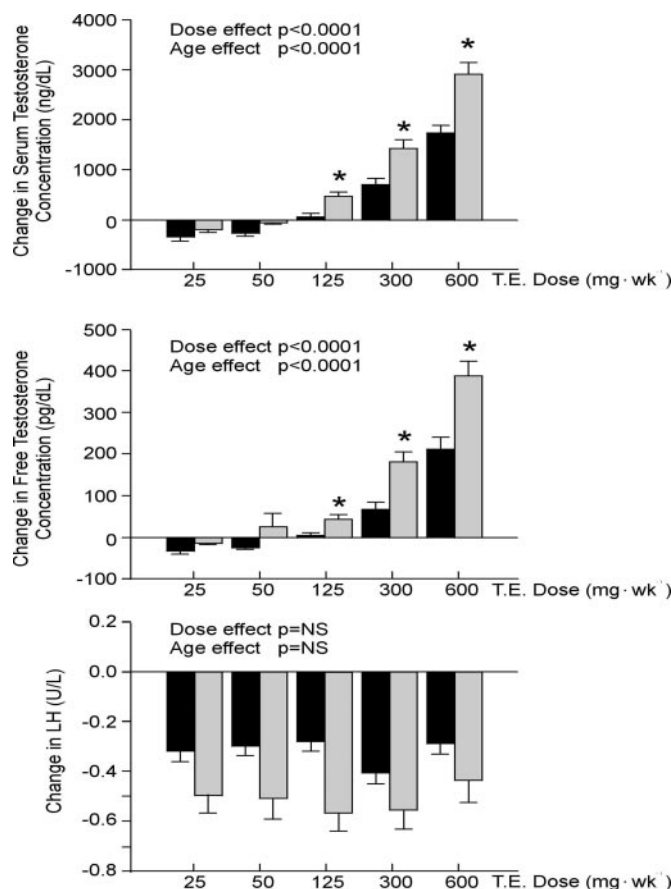 Change in Serum Testosterone
Concentration (ng/dL)
4000
3000
2000
1000
0
-1000
Dose effect p<0.0001
Age effect p<0.0001
*
*
*
25 50 125 300 600 T.E. Dose (mg·wk⁻¹)
Change in Free Testosterone
Concentration (pg/dL)
500
400
300
200
100
0
-100
Dose effect p<0.0001
Age effect p<0.0001
*
*
*
25 50 125 300 600 T.E. Dose (mg·wk⁻¹)
Change in LH (U/L)
0.2
0.0
-0.2
-0.4
-0.6
-0.8
Dose effect p=NS
Age effect p=NS
25 50 125 300 600 T.E. Dose (mg·wk⁻¹)